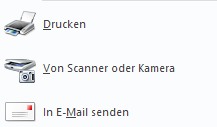 Drucken
Von Scanner oder Kamera
In E-Mail senden